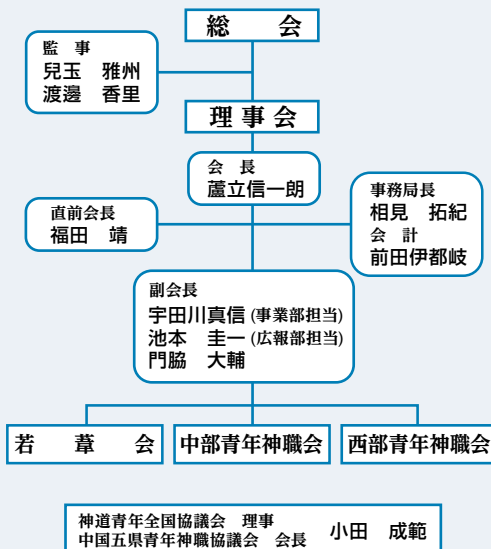 総　会
監　事
兒玉　雅州
渡邊　香里
理事会
会　長
蘆立信一朗
直前会長
福田　靖
事務局長
相見　拓紀
会　計
前田伊都岐
副会長
宇田川真信 (事業部担当)
池本　圭一 (広報部担当)
門脇　大輔
若　葦　会
中部青年神職会
西部青年神職会
神道青年全国協議会　理事
中国五県青年神職協議会　会長
小田　成範